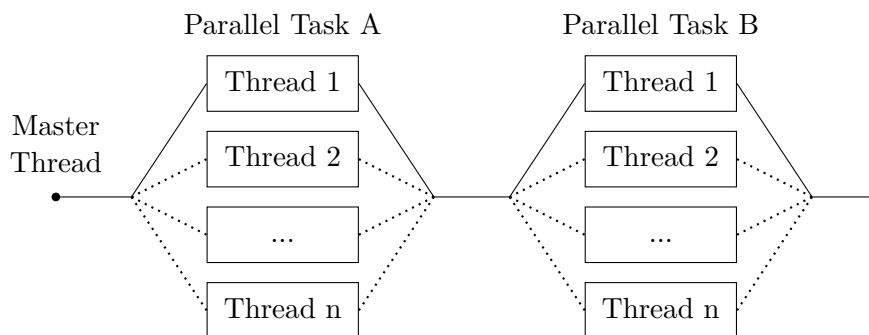 Parallel Task A
Parallel Task B
Master
Thread
Thread 1
Thread 2
...
Thread n
Thread 1
Thread 2
...
Thread n